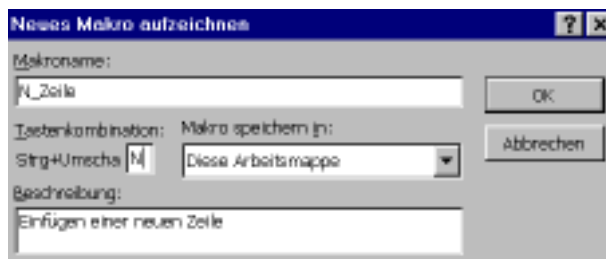 Neues Makro aufzeichnen
Makroname:
N_Zeile
OK
Tastenkombination:
Makro speichern in:
Strg+Umscha N
Diese Arbeitsmappe
Abbrechen
Beschreibung:
Einfügen einer neuen Zeile